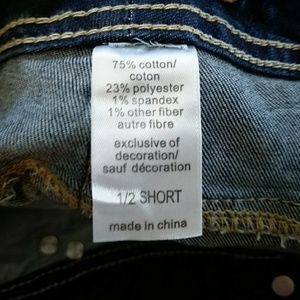 75% cotton/
coton
23% polyester
1% spandex
1% other fiber
autre fibre
exclusive of
decoration/
sauf décoration
1/2 SHORT
made in china